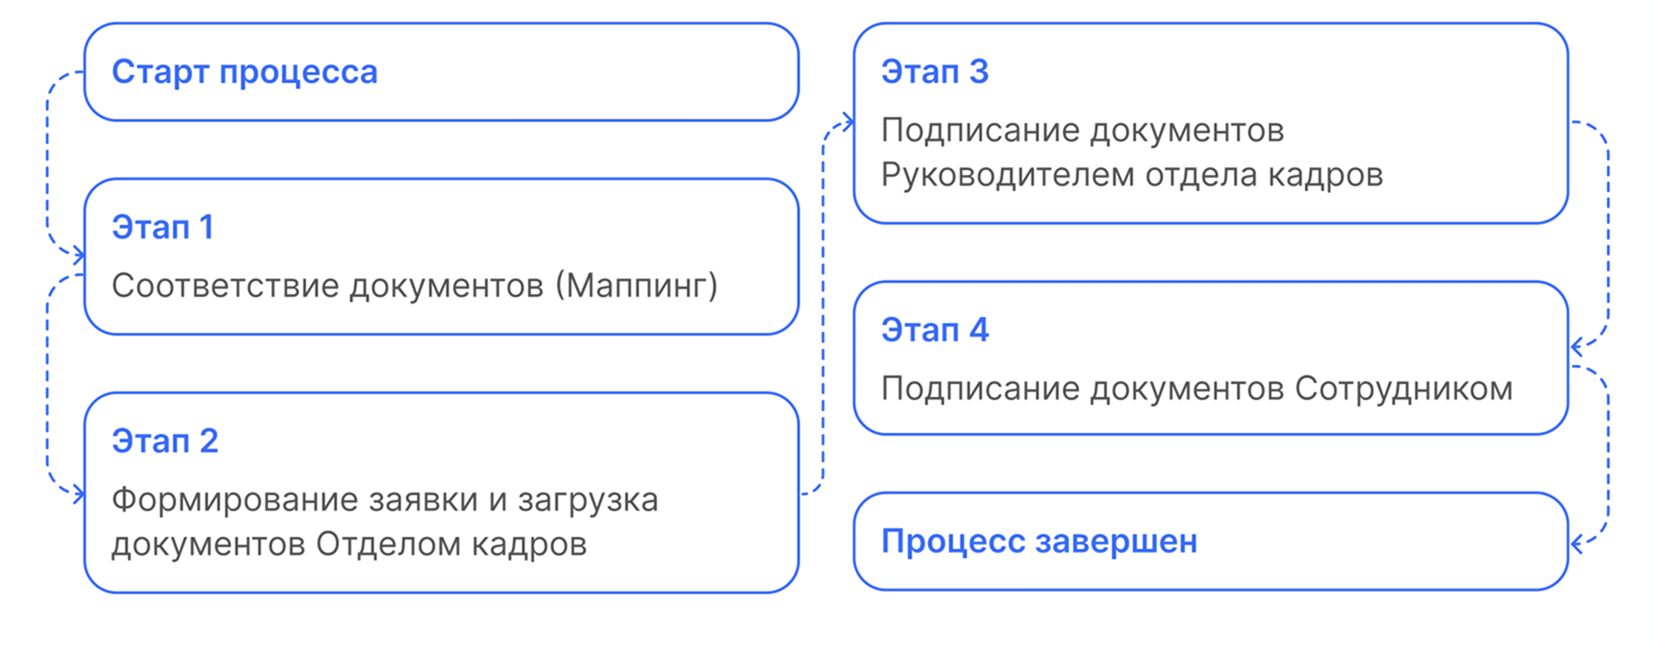 Старт процесса
Этап 1
Соответствие документов (Маппинг)
Этап 2
Формирование заявки и загрузка
документов Отделом кадров
Этап 3
Подписание документов
Руководителем отдела кадров
Этап 4
Подписание документов Сотрудником
Процесс завершен